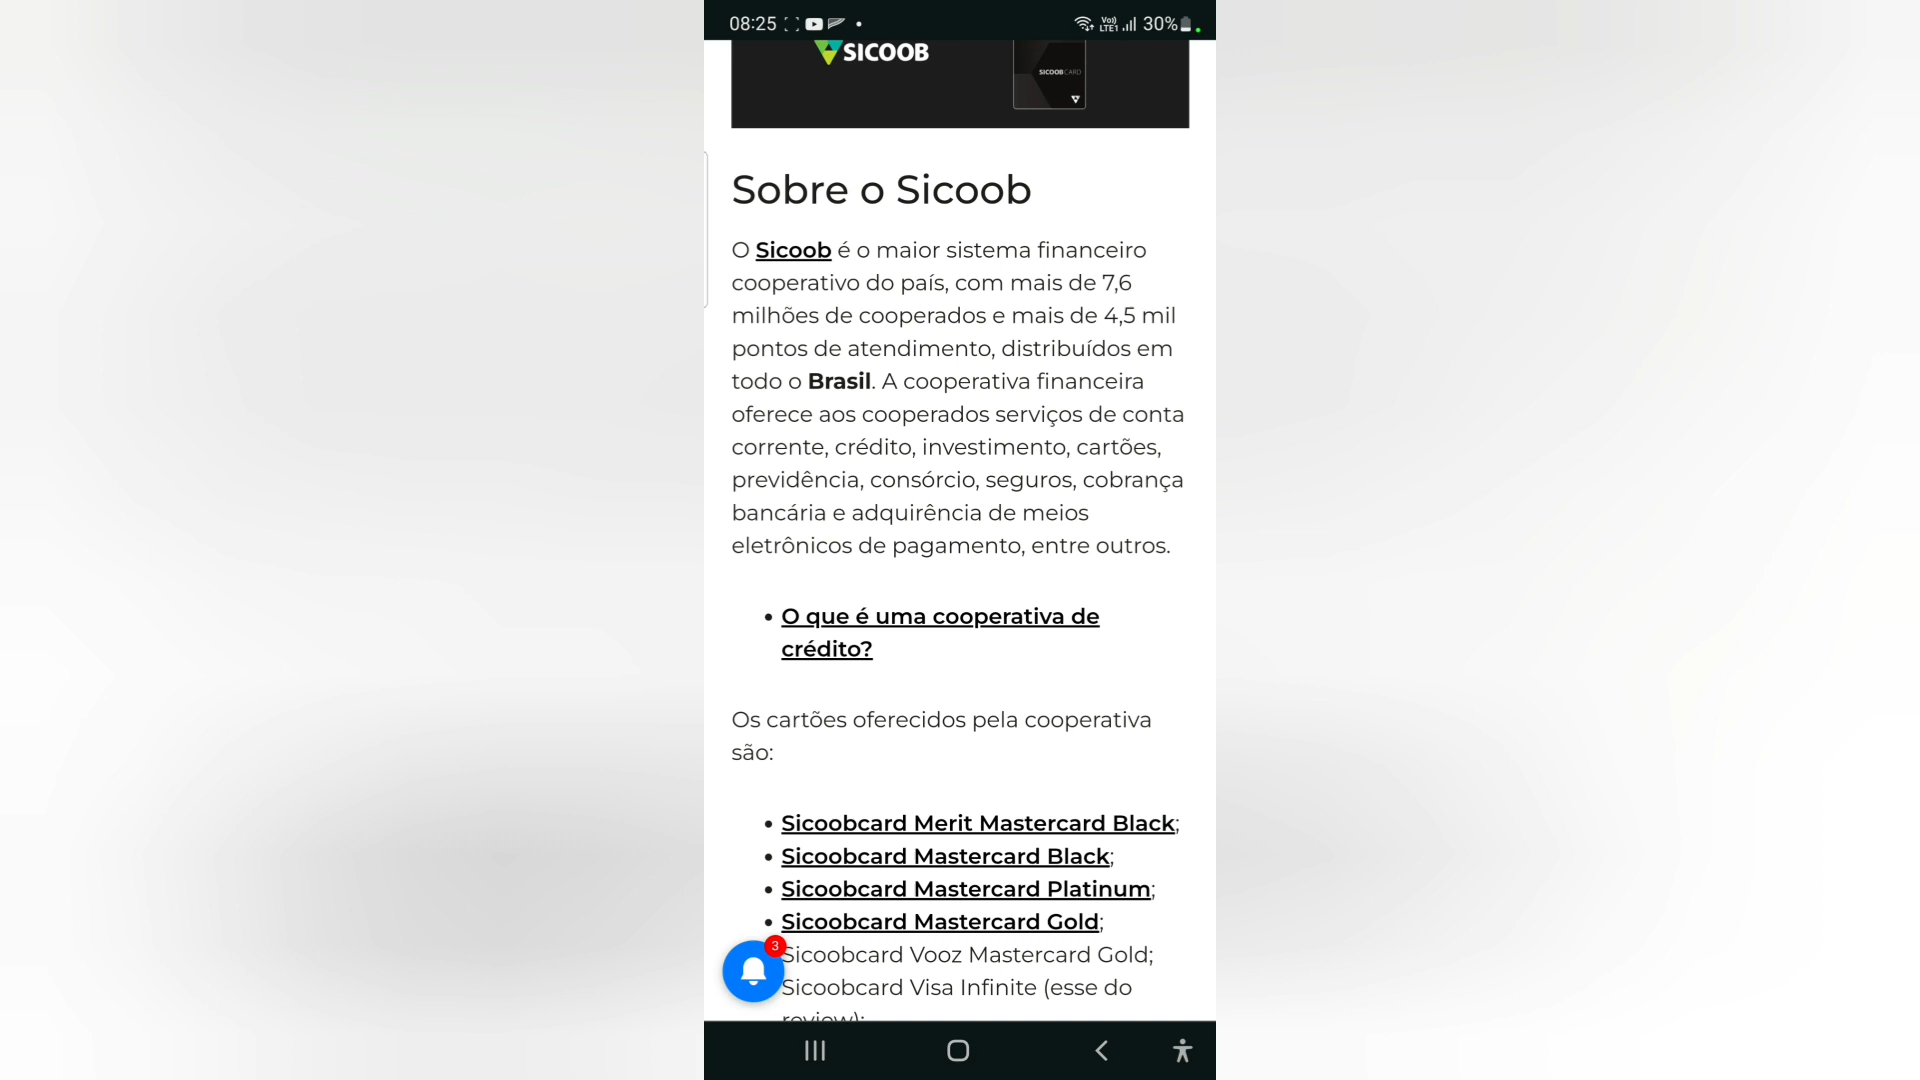 08:25
Vo))
LTE1
30%
SICOOB
SICOOBCARD
Sobre o Sicoob
O Sicoob é o maior sistema financeiro
cooperativo do país, com mais de 7,6
milhões de cooperados e mais de 4,5 mil
pontos de atendimento, distribuídos em
todo o Brasil. A cooperativa financeira
oferece aos cooperados serviços de conta
corrente, crédito, investimento, cartões,
previdência, consórcio, seguros, cobrança
bancária e adquirência de meios
eletrônicos de pagamento, entre outros.
• O que é uma cooperativa de
crédito?
Os cartões oferecidos pela cooperativa
são:
• Sicoobcard Merit Mastercard Black;
• Sicoobcard Mastercard Black;
• Sicoobcard Mastercard Platinum;
• Sicoobcard Mastercard Gold;
3
Sicoobcard Vooz Mastercard Gold;
Sicoobcard Visa Infinite (esse do
review);